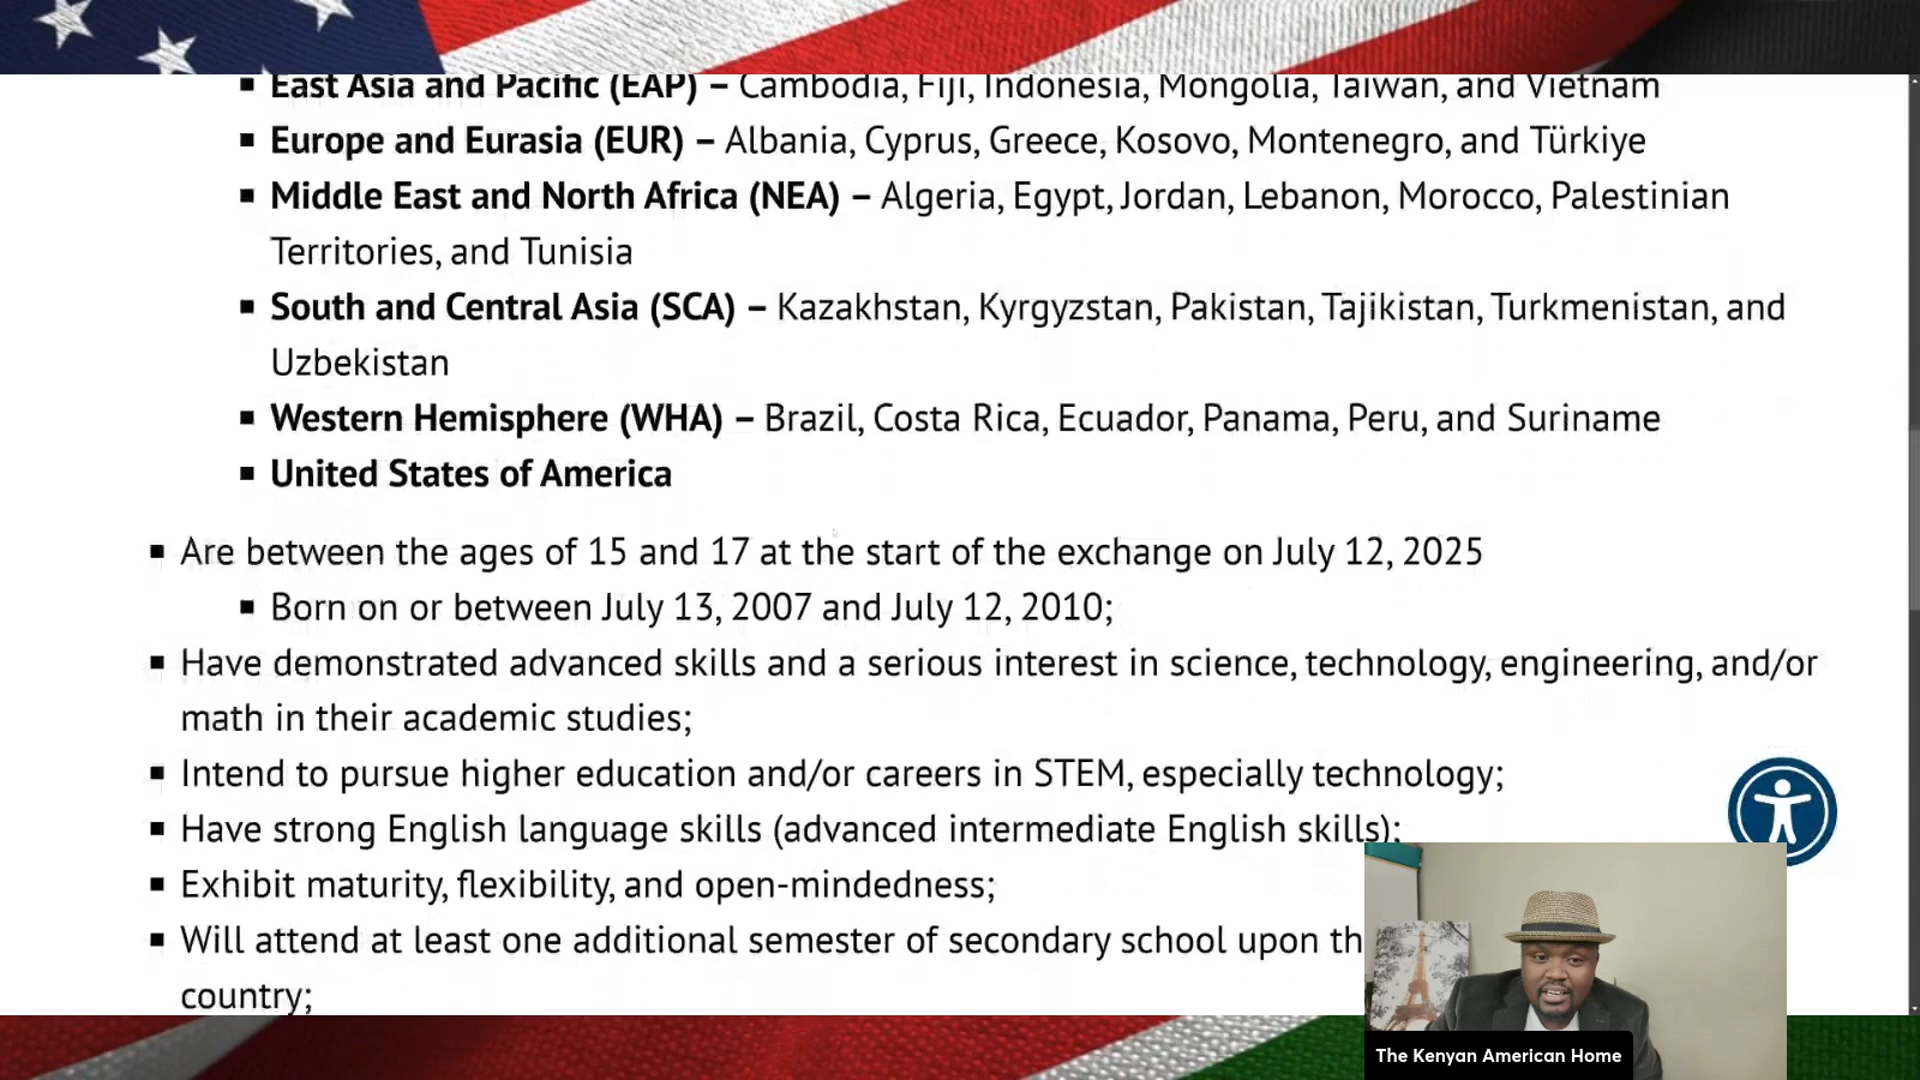 ▪ East Asia and Pacific (EAP) – Cambodia, Fiji, Indonesia, Mongolia, Taiwan, and Vietnam
▪ Europe and Eurasia (EUR) – Albania, Cyprus, Greece, Kosovo, Montenegro, and Türkiye
▪ Middle East and North Africa (NEA) – Algeria, Egypt, Jordan, Lebanon, Morocco, Palestinian
Territories, and Tunisia
▪ South and Central Asia (SCA) – Kazakhstan, Kyrgyzstan, Pakistan, Tajikistan, Turkmenistan, and
Uzbekistan
▪ Western Hemisphere (WHA) – Brazil, Costa Rica, Ecuador, Panama, Peru, and Suriname
▪ United States of America
▪ Are between the ages of 15 and 17 at the start of the exchange on July 12, 2025
▪ Born on or between July 13, 2007 and July 12, 2010;
▪ Have demonstrated advanced skills and a serious interest in science, technology, engineering, and/or
math in their academic studies;
▪ Intend to pursue higher education and/or careers in STEM, especially technology;
▪ Have strong English language skills (advanced intermediate English skills);
▪ Exhibit maturity, flexibility, and open-mindedness;
▪ Will attend at least one additional semester of secondary school upon
country;
The Kenyan American Home